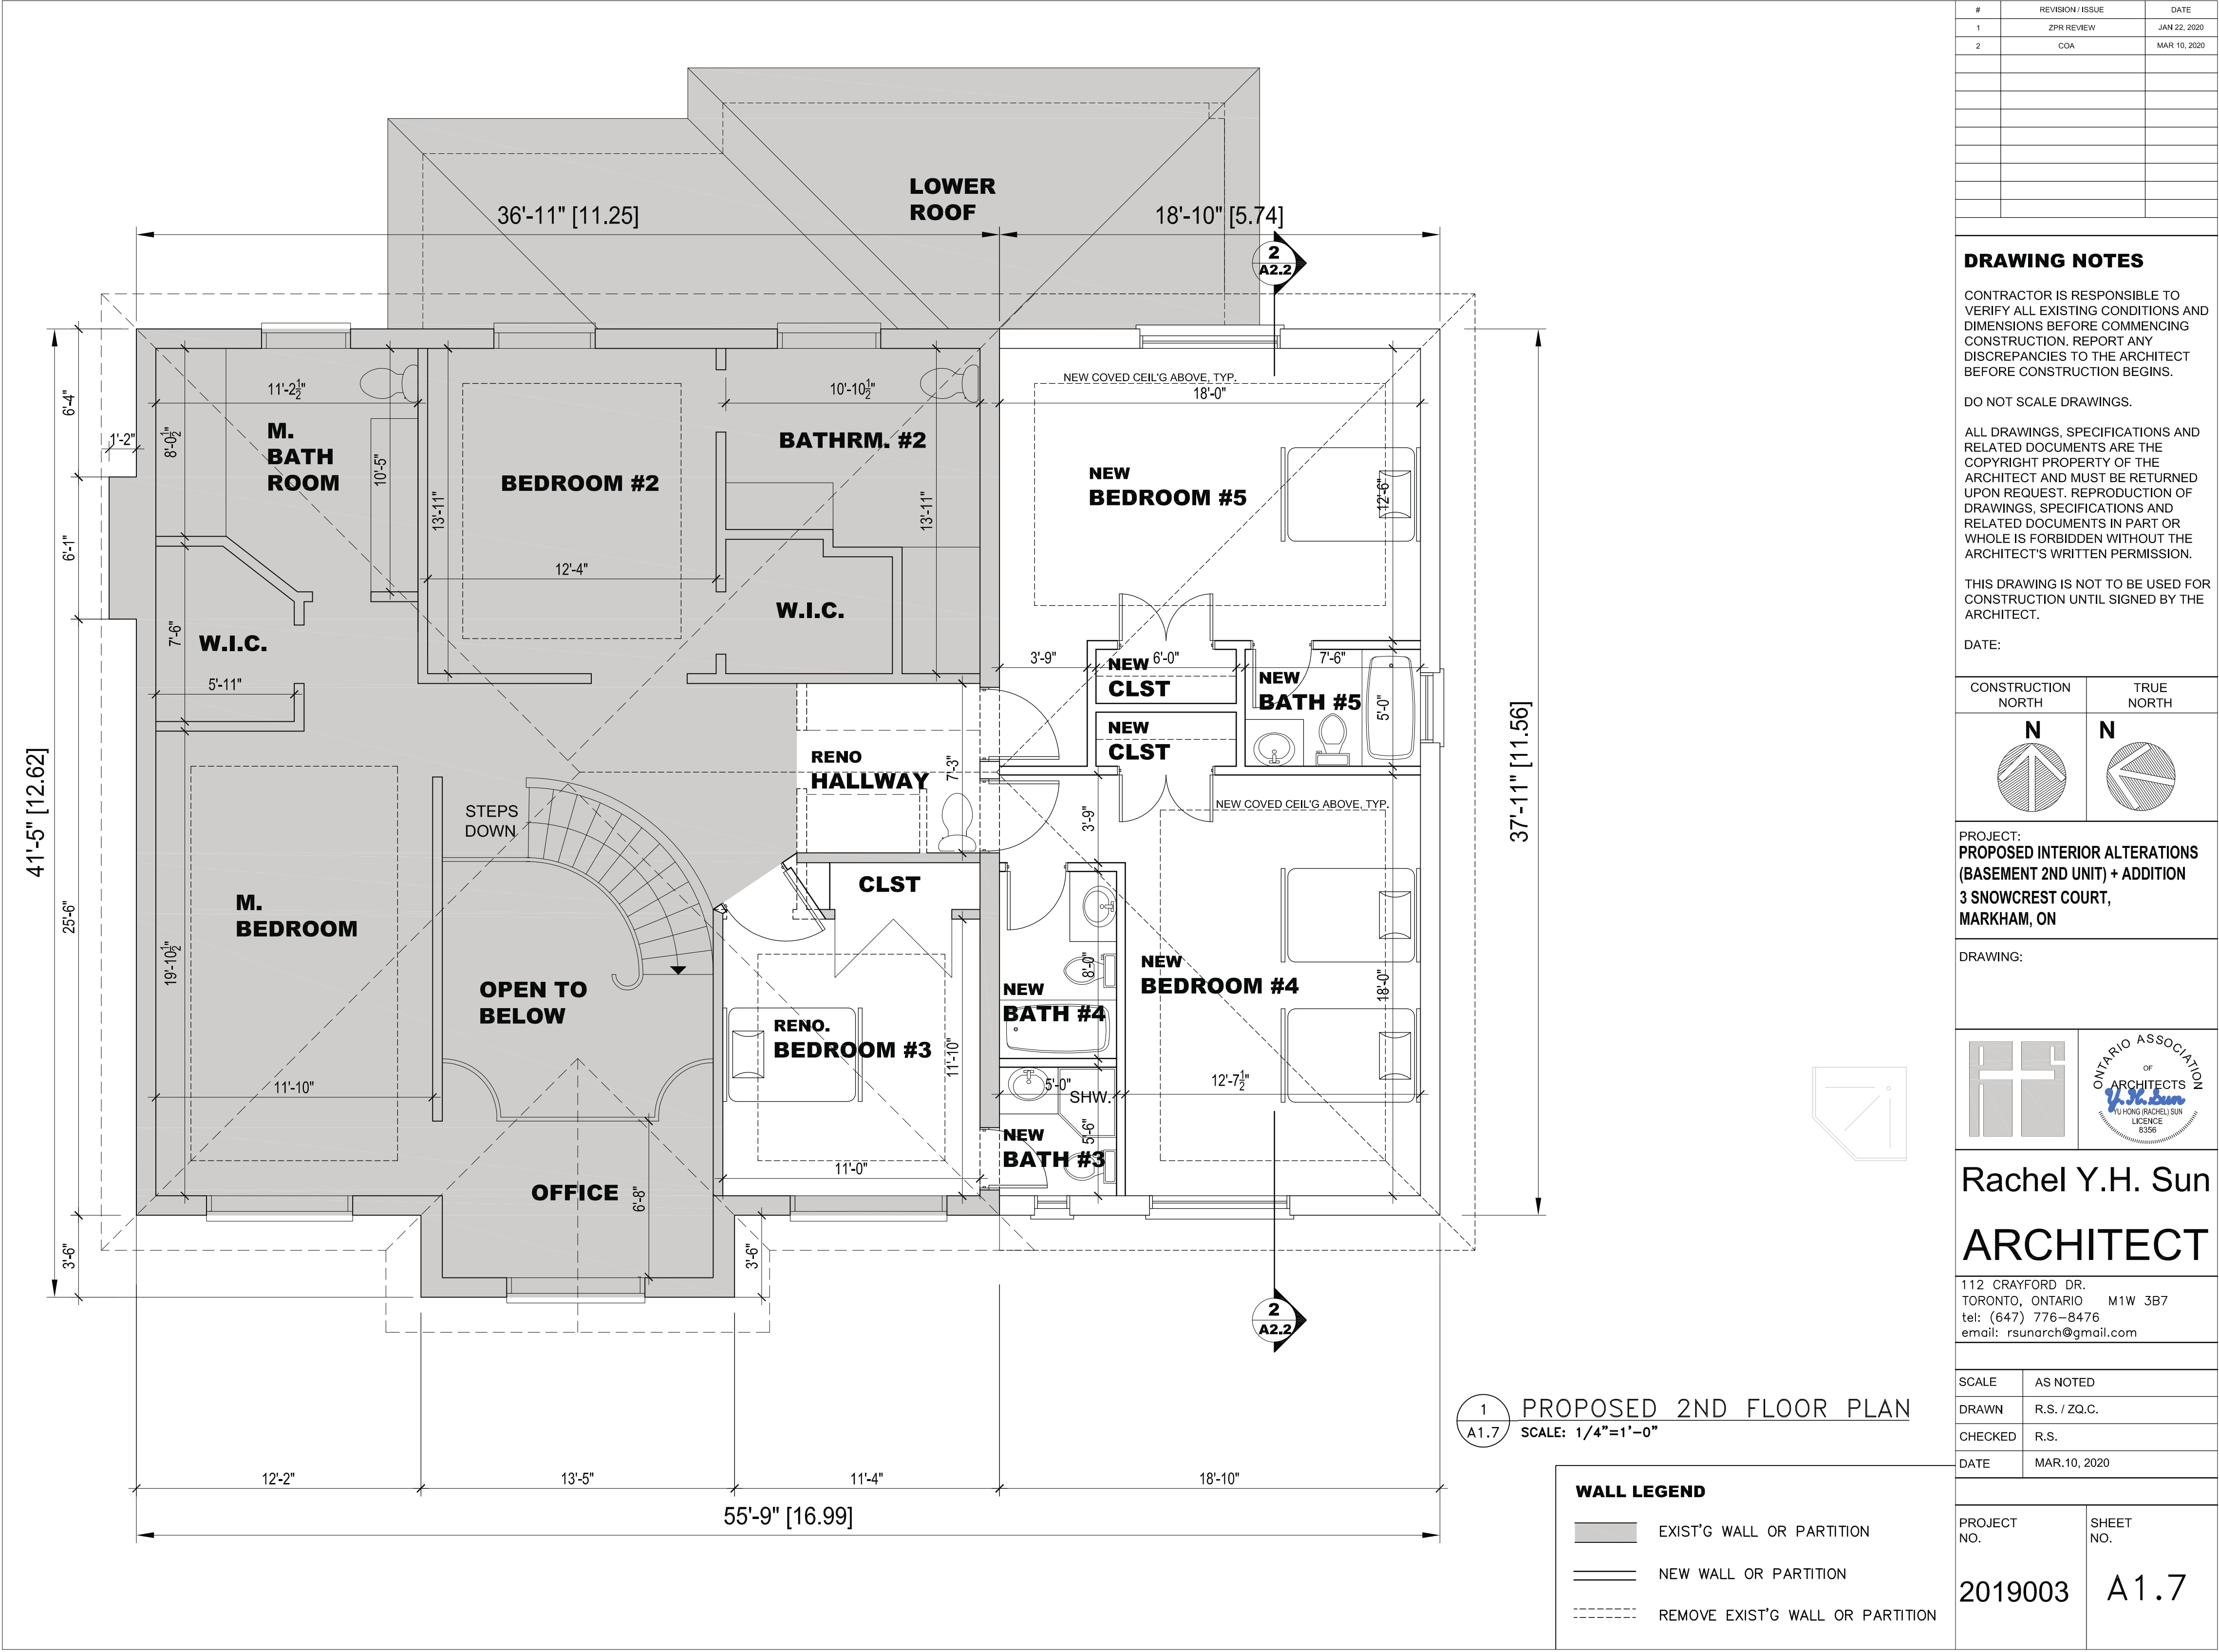 # REVISION / ISSUE DATE
1 ZPR REVIEW JAN 22, 2020
2 COA MAR 10, 2020
DRAWING NOTES
CONTRACTOR IS RESPONSIBLE TO
VERIFY ALL EXISTING CONDITIONS AND
DIMENSIONS BEFORE COMMENCING
CONSTRUCTION. REPORT ANY
DISCREPANCIES TO THE ARCHITECT
BEFORE CONSTRUCTION BEGINS.
DO NOT SCALE DRAWINGS.
ALL DRAWINGS, SPECIFICATIONS AND
RELATED DOCUMENTS ARE THE
COPYRIGHT PROPERTY OF THE
ARCHITECT AND MUST BE RETURNED
UPON REQUEST. REPRODUCTION OF
DRAWINGS, SPECIFICATIONS AND
RELATED DOCUMENTS IN PART OR
WHOLE IS FORBIDDEN WITHOUT THE
ARCHITECT'S WRITTEN PERMISSION.
THIS DRAWING IS NOT TO BE USED FOR
CONSTRUCTION UNTIL SIGNED BY THE
ARCHITECT.
DATE:
CONSTRUCTION
NORTH
TRUE
NORTH
N
N
PROJECT:
PROPOSED INTERIOR ALTERATIONS
(BASEMENT 2ND UNIT) + ADDITION
3 SNOWCREST COURT,
MARKHAM, ON
DRAWING:
ONTARIO ASSOCIATION
OF
ARCHITECTS
Y.H. Sun
YU HONG (RACHEL) SUN
LICENCE
8356
Rachel Y.H. Sun
ARCHITECT
112 CRAYFORD DR.
TORONTO, ONTARIO M1W 3B7
tel: (647) 776-8476
email: rsunarch@gmail.com
SCALE AS NOTED
DRAWN R.S. / ZQ.C.
CHECKED R.S.
DATE MAR.10, 2020
PROJECT
NO.
2019003
SHEET
NO.
A1.7
LOWER
ROOF
36'-11" [11.25]
18'-10" [5.74]
2
A2.2
6'-4"
1'-2"
6'-1"
25'-6"
3'-6"
41'-5" [12.62]
37'-11" [11.56]
11'-2½"
8'-0½"
10'-5"
M.
BATH
ROOM
BEDROOM #2
13'-11"
12'-4"
10'-10½"
BATHRM. #2
13'-11"
W.I.C.
NEW COVED CEIL'G ABOVE, TYP.
18'-0"
NEW
BEDROOM #5
12'-6"
7'-6"
W.I.C.
5'-11"
3'-9"
NEW
CLST
6'-0"
7'-6"
NEW
BATH #5
5'-0"
NEW
CLST
RENO
HALLWAY
7'-3"
STEPS
DOWN
NEW COVED CEIL'G ABOVE, TYP.
3'-9"
CLST
M.
BEDROOM
19'-10½"
11'-10"
OPEN TO
BELOW
RENO.
BEDROOM #3
11'-10"
11'-0"
NEW
BATH #4
8'-0"
NEW
BEDROOM #4
18'-0"
12'-7½"
5'-0"
SHW.
NEW
BATH #3
5'-6"
OFFICE
6'-8"
3'-6"
2
A2.2
12'-2"
13'-5"
11'-4"
18'-10"
55'-9" [16.99]
1
A1.7
PROPOSED 2ND FLOOR PLAN
SCALE: 1/4"=1'-0"
WALL LEGEND
EXIST'G WALL OR PARTITION
NEW WALL OR PARTITION
REMOVE EXIST'G WALL OR PARTITION